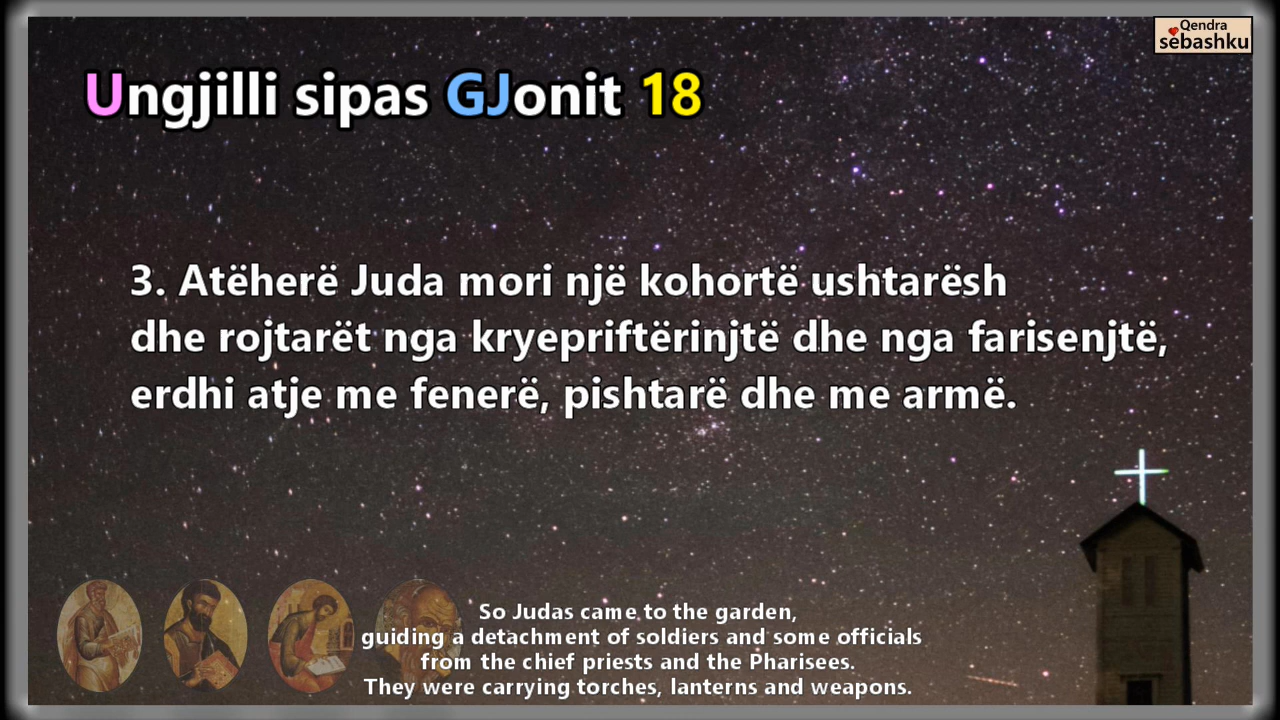 Qendra
sëbashku
Ungjilli sipas GJonit 18
3. Atëherë Juda mori një kohortë ushtarësh
dhe rojtarët nga kryepriftërinjtë dhe nga farisenjtë,
erdhi atje me fenerë, pishtarë dhe me armë.
So Judas came to the garden,
guiding a detachment of soldiers and some officials
from the chief priests and the Pharisees.
They were carrying torches, lanterns and weapons.